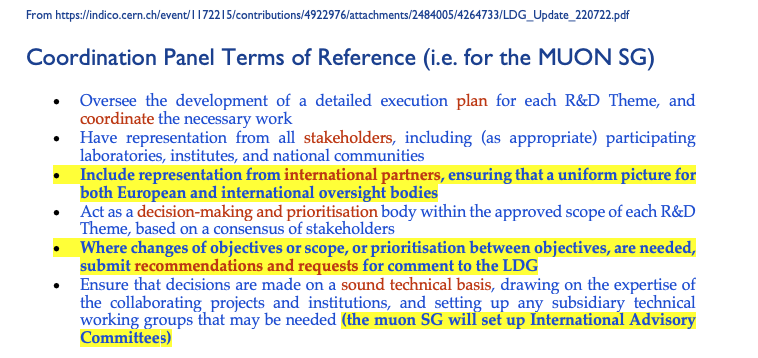 From https://indico.cern.ch/event/1172215/contributions/4922976/attachments/2484005/4264733/LDG_Update_220722.pdf
Coordination Panel Terms of Reference (i.e. for the MUON SG)
• Oversee the development of a detailed execution plan for each R&D Theme, and
coordinate the necessary work
• Have representation from all stakeholders, including (as appropriate) participating
laboratories, institutes, and national communities
• Include representation from international partners, ensuring that a uniform picture for
both European and international oversight bodies
• Act as a decision-making and prioritisation body within the approved scope of each R&D
Theme, based on a consensus of stakeholders
• Where changes of objectives or scope, or prioritisation between objectives, are needed,
submit recommendations and requests for comment to the LDG
• Ensure that decisions are made on a sound technical basis, drawing on the expertise of
the collaborating projects and institutions, and setting up any subsidiary technical
working groups that may be needed (the muon SG will set up International Advisory
Committees)